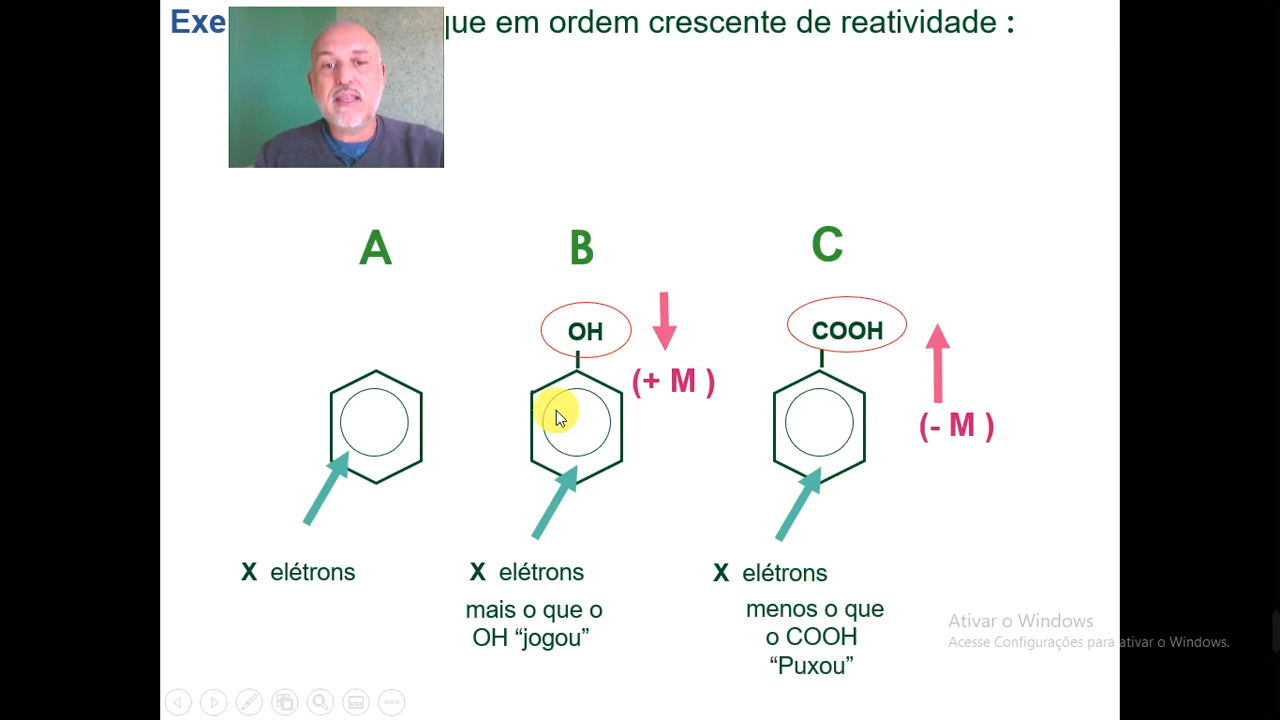 Exe que em ordem crescente de reatividade :
A
B
C
OH
(+ M )
COOH
(- M )
X elétrons
X elétrons
mais o que o
OH “jogou”
X elétrons
menos o que
o COOH
“Puxou”
Ativar o Windows
Acesse Configurações para ativar o Windows.